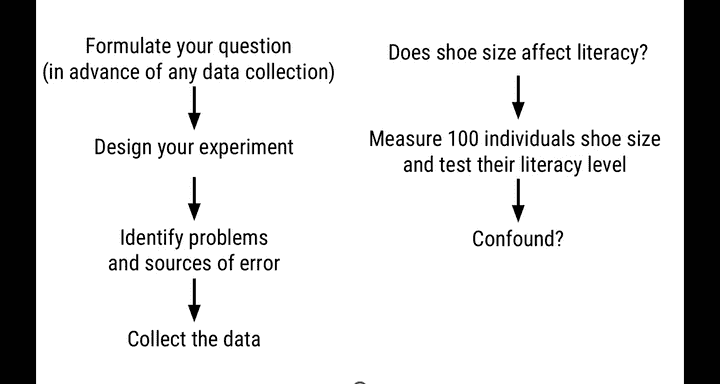 Formulate your question
(in advance of any data collection)
Design your experiment
Identify problems
and sources of error
Collect the data
Does shoe size affect literacy?
Measure 100 individuals shoe size
and test their literacy level
Confound?